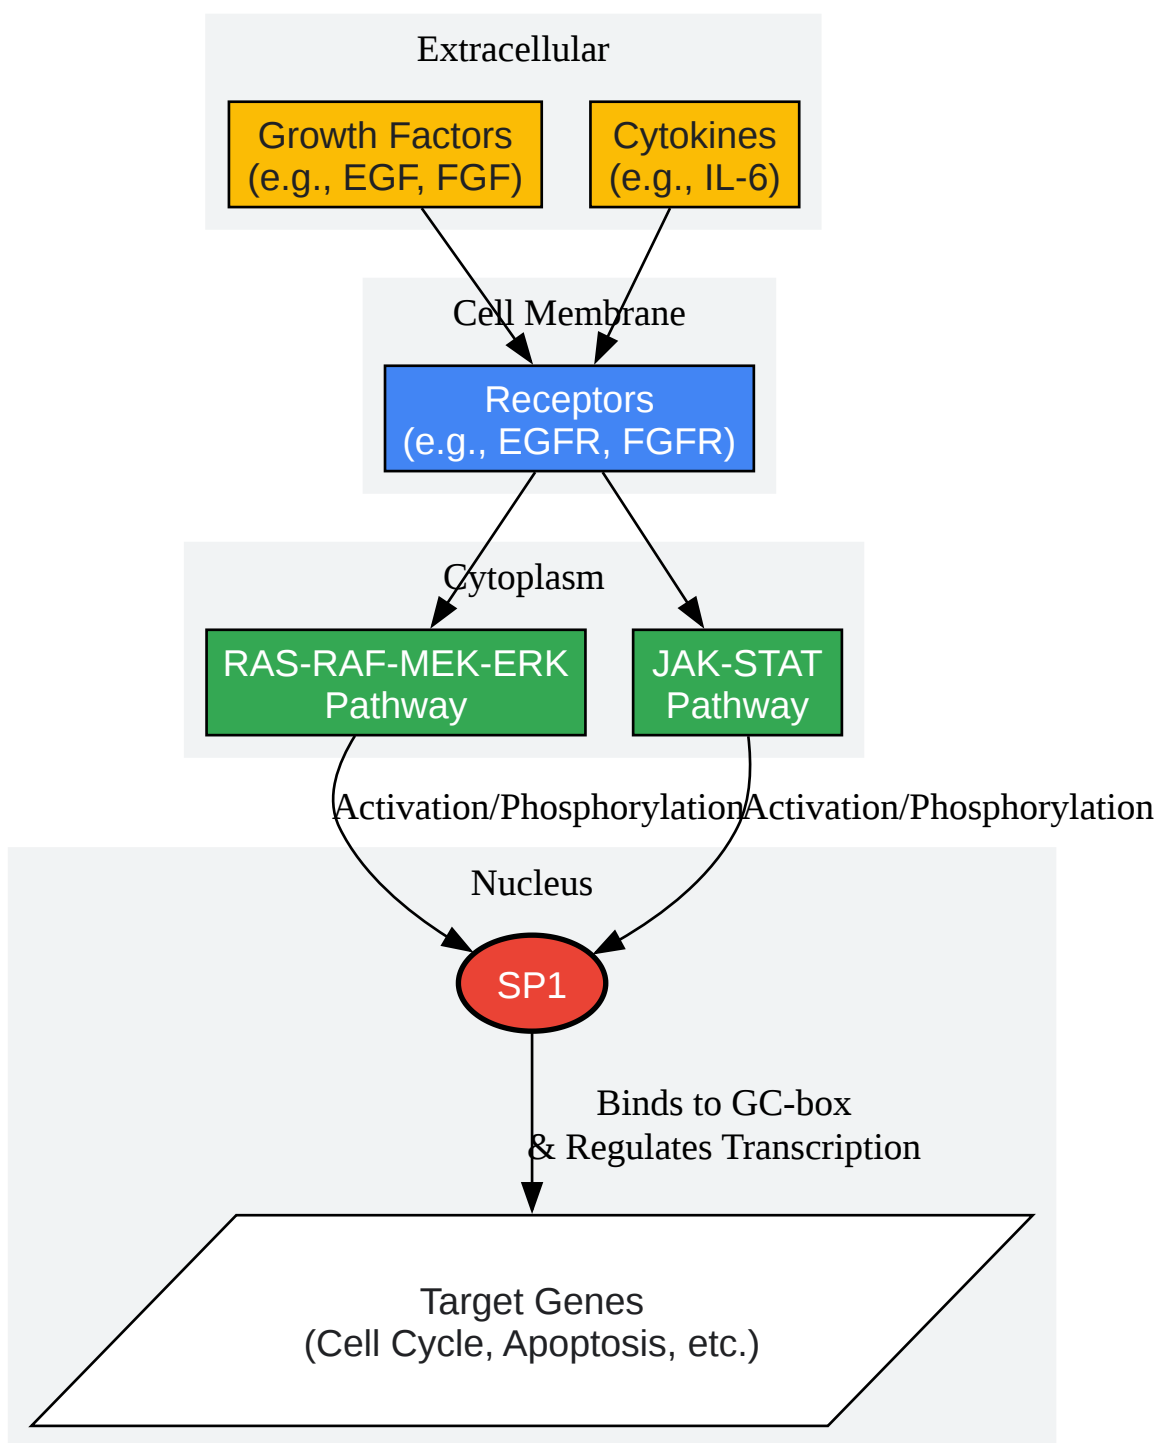 Extracellular
Growth Factors
(e.g., EGF, FGF)
Cytokines
(e.g., IL-6)
Cell Membrane
Receptors
(e.g., EGFR, FGFR)
Cytoplasm
RAS-RAF-MEK-ERK
Pathway
JAK-STAT
Pathway
Activation/Phosphorylation
Activation/Phosphorylation
Nucleus
SP1
Binds to GC-box
& Regulates Transcription
Target Genes
(Cell Cycle, Apoptosis, etc.)